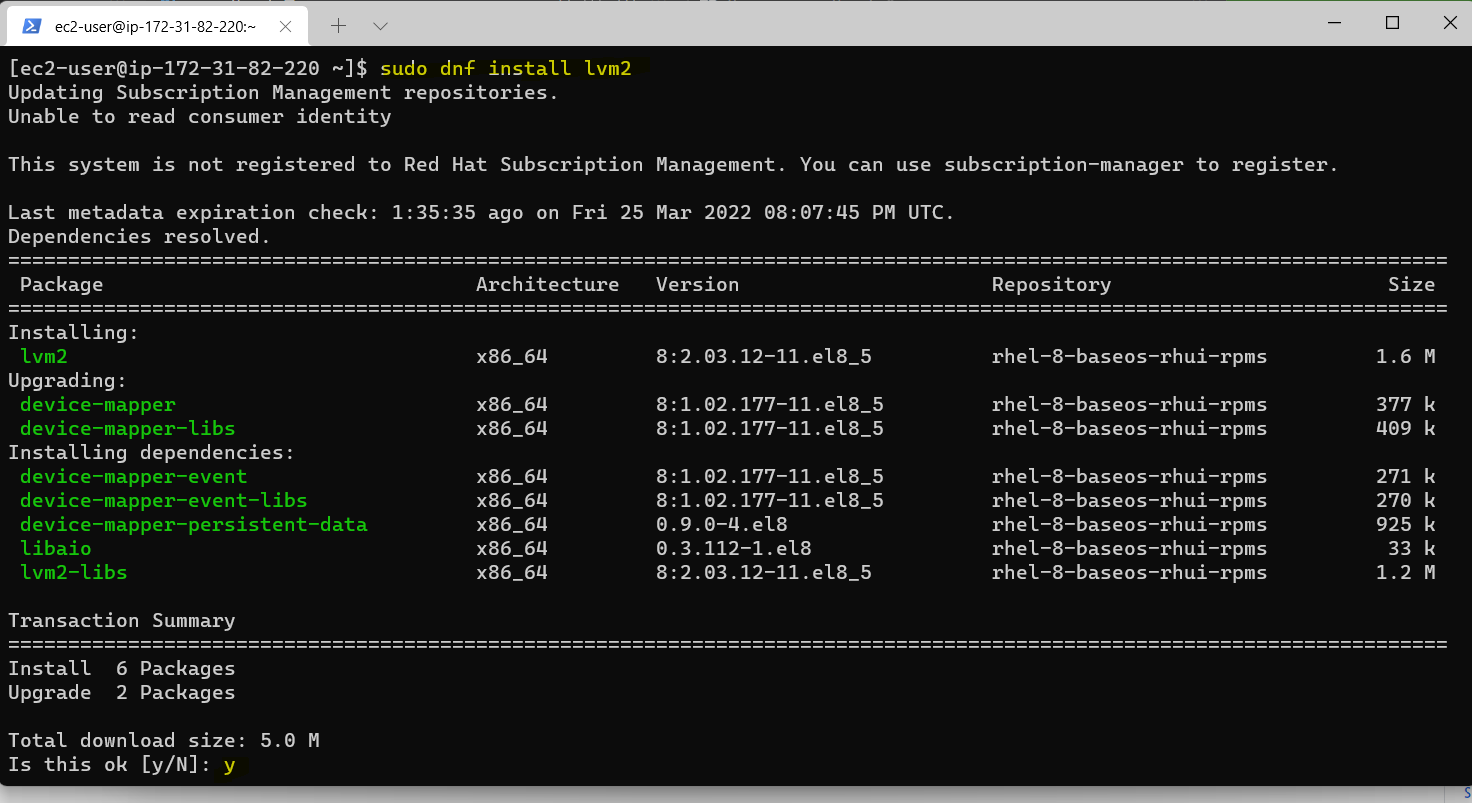 ec2-user@ip-172-31-82-220:~
[ec2-user@ip-172-31-82-220 ~]$ sudo dnf install lvm2
Updating Subscription Management repositories.
Unable to read consumer identity
This system is not registered to Red Hat Subscription Management. You can use subscription-manager to register.
Last metadata expiration check: 1:35:35 ago on Fri 25 Mar 2022 08:07:45 PM UTC.
Dependencies resolved.
========================================================================================================================
Package Architecture Version Repository Size
========================================================================================================================
Installing:
lvm2 x86_64 8:2.03.12-11.el8_5 rhel-8-baseos-rhui-rpms 1.6 M
Upgrading:
device-mapper x86_64 8:1.02.177-11.el8_5 rhel-8-baseos-rhui-rpms 377 k
device-mapper-libs x86_64 8:1.02.177-11.el8_5 rhel-8-baseos-rhui-rpms 409 k
Installing dependencies:
device-mapper-event x86_64 8:1.02.177-11.el8_5 rhel-8-baseos-rhui-rpms 271 k
device-mapper-event-libs x86_64 8:1.02.177-11.el8_5 rhel-8-baseos-rhui-rpms 270 k
device-mapper-persistent-data x86_64 0.9.0-4.el8 rhel-8-baseos-rhui-rpms 925 k
libaio x86_64 0.3.112-1.el8 rhel-8-baseos-rhui-rpms 33 k
lvm2-libs x86_64 8:2.03.12-11.el8_5 rhel-8-baseos-rhui-rpms 1.2 M
Transaction Summary
========================================================================================================================
Install 6 Packages
Upgrade 2 Packages
Total download size: 5.0 M
Is this ok [y/N]: y